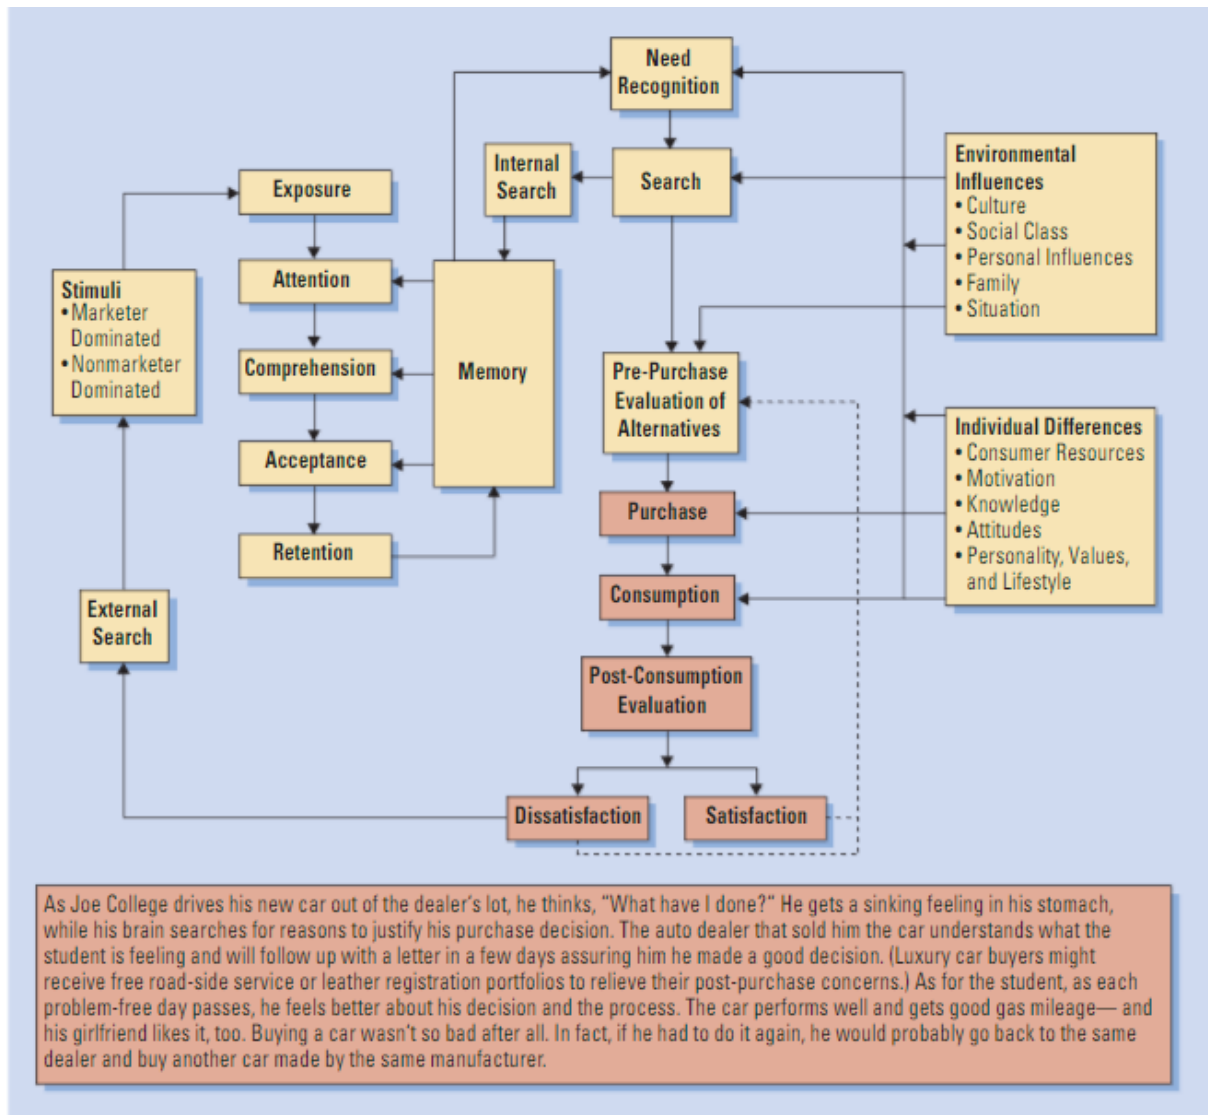 Need
Recognition
Internal
Search
Search
Environmental
Influences
• Culture
• Social Class
• Personal Influences
• Family
• Situation
Exposure
Attention
Comprehension
Acceptance
Retention
Stimuli
• Marketer
Dominated
• Nonmarketer
Dominated
Memory
Pre-Purchase
Evaluation of
Alternatives
Individual Differences
• Consumer Resources
• Motivation
• Knowledge
• Attitudes
• Personality, Values,
and Lifestyle
Purchase
Consumption
External
Search
Post-Consumption
Evaluation
Dissatisfaction
Satisfaction
As Joe College drives his new car out of the dealer's lot, he thinks, "What have I done?" He gets a sinking feeling in his stomach,
while his brain searches for reasons to justify his purchase decision. The auto dealer that sold him the car understands what the
student is feeling and will follow up with a letter in a few days assuring him he made a good decision. (Luxury car buyers might
receive free road-side service or leather registration portfolios to relieve their post-purchase concerns.) As for the student, as each
problem-free day passes, he feels better about his decision and the process. The car performs well and gets good gas mileage— and
his girlfriend likes it, too. Buying a car wasn't so bad after all. In fact, if he had to do it again, he would probably go back to the same
dealer and buy another car made by the same manufacturer.